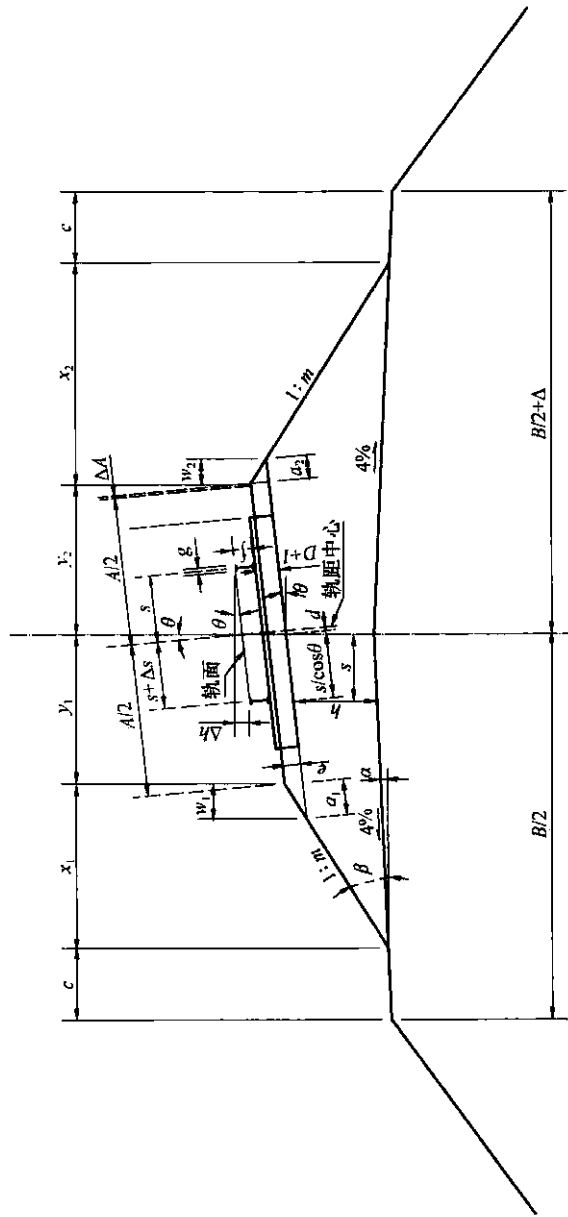 c
x₁
y₁
y₂
x₂
c
A/2
A/2
ΔA
s+Δs
s
θ
w₁
w₂
Δh
轨面
θ
g
f
e
a₁
a₂
D+1
θ
d
轨距中心
s/cosθ
s
h
1:m
1:m
β
α
4%
4%
B/2
B/2+Δ